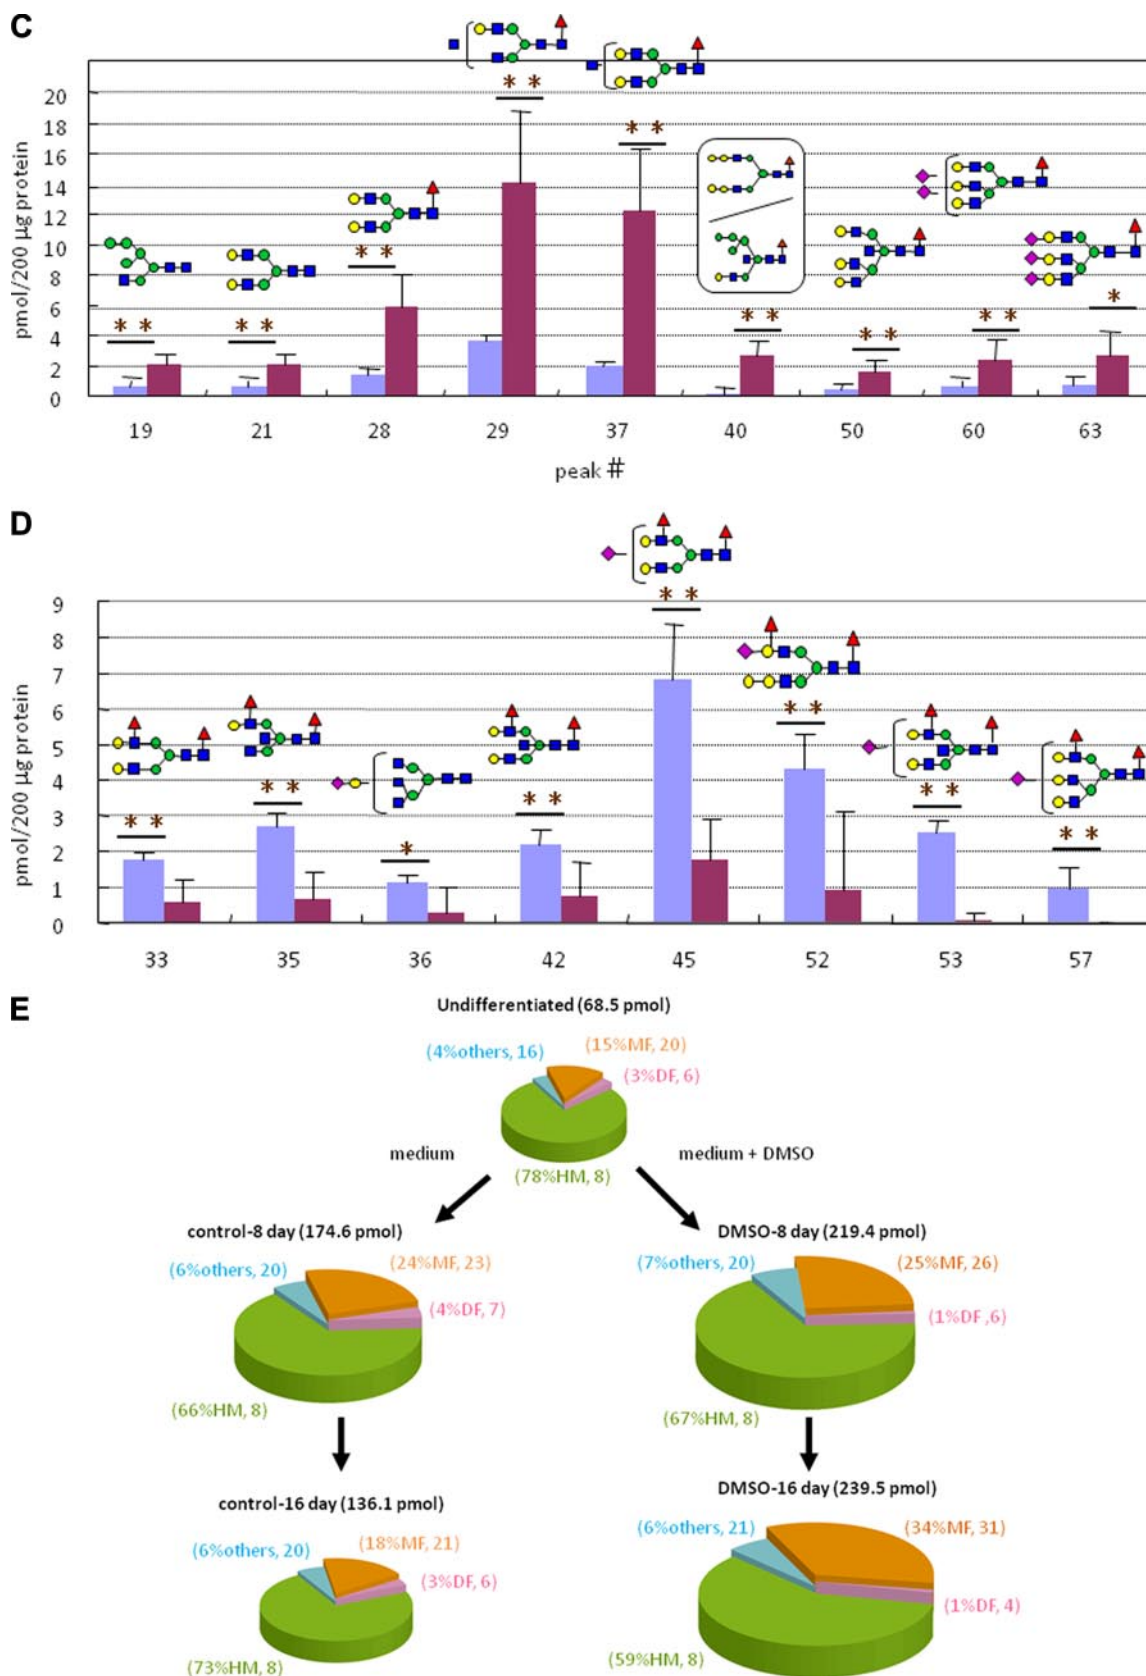 C
20
18
16
14
12
10
8
6
4
2
0
pmol/200 µg protein
* *
* *
* *
* *
* *
* *
* *
* *
*
19 21 28 29 37 40 50 60 63
peak #
D
9
8
7
6
5
4
3
2
1
0
pmol/200 µg protein
* *
* *
*
* *
* *
* *
* *
* *
33 35 36 42 45 52 53 57
E
Undifferentiated (68.5 pmol)
(4%others, 16)
(15%MF, 20)
(3%DF, 6)
(78%HM, 8)
medium
medium + DMSO
control-8 day (174.6 pmol)
(6%others, 20)
(24%MF, 23)
(4%DF, 7)
(66%HM, 8)
DMSO-8 day (219.4 pmol)
(7%others, 20)
(25%MF, 26)
(1%DF ,6)
(67%HM, 8)
control-16 day (136.1 pmol)
(6%others, 20)
(18%MF, 21)
(3%DF, 6)
(73%HM, 8)
DMSO-16 day (239.5 pmol)
(6%others, 21)
(34%MF, 31)
(1%DF, 4)
(59%HM, 8)